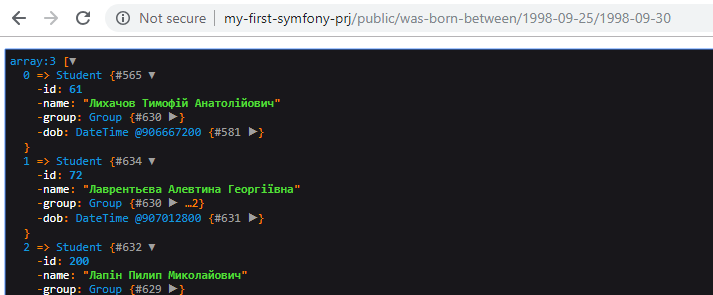 Not secure | my-first-symfony-prj/public/was-born-between/1998-09-25/1998-09-30
array:3 [▼
0 => Student {#565 ▼
-id: 61
-name: "Лихачов Тимофій Анатолійович"
-group: Group {#630 ▶}
-dob: DateTime @906667200 {#581 ▶}
}
1 => Student {#634 ▼
-id: 72
-name: "Лаврентьєва Алевтина Георгіївна"
-group: Group {#630 ▶ …2}
-dob: DateTime @907012800 {#631 ▶}
}
2 => Student {#632 ▼
-id: 200
-name: "Лапін Пилип Миколайович"
-group: Group {#629 ▶}